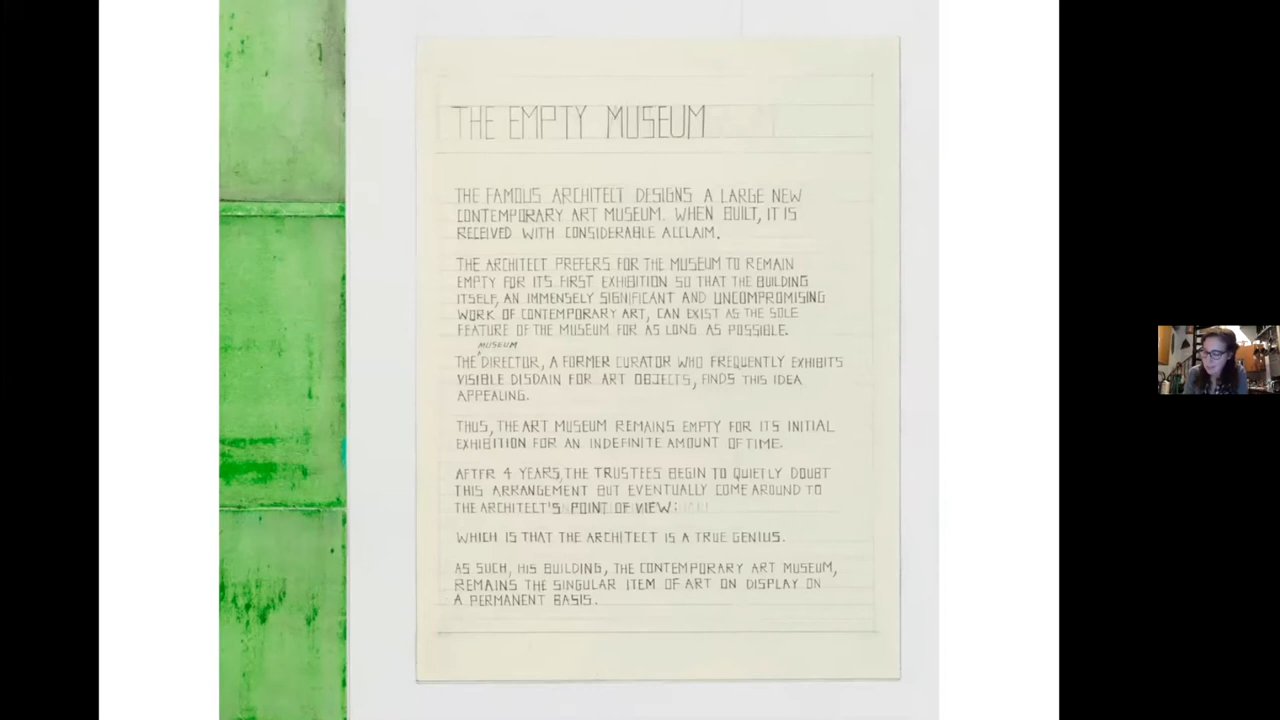 THE EMPTY MUSEUM
THE FAMOUS ARCHITECT DESIGNS A LARGE NEW
CONTEMPORARY ART MUSEUM. WHEN BUILT, IT IS
RECEIVED WITH CONSIDERABLE ACCLAIM.
THE ARCHITECT PREFERS FOR THE MUSEUM TO REMAIN
EMPTY FOR ITS FIRST EXHIBITION SO THAT THE BUILDING
ITSELF, AN IMMENSELY SIGNIFICANT AND UNCOMPROMISING
WORK OF CONTEMPORARY ART, CAN EXIST AS THE SOLE
FEATURE OF THE MUSEUM FOR AS LONG AS POSSIBLE.
MUSEUM
THE DIRECTOR, A FORMER CURATOR WHO FREQUENTLY EXHIBITS
VISIBLE DISDAIN FOR ART OBJECTS, FINDS THIS IDEA
APPEALING.
THUS, THE ART MUSEUM REMAINS EMPTY FOR ITS INITIAL
EXHIBITION FOR AN INDEFINITE AMOUNT OF TIME.
AFTER 4 YEARS, THE TRUSTEES BEGIN TO QUIETLY DOUBT
THIS ARRANGEMENT BUT EVENTUALLY COME AROUND TO
THE ARCHITECT'S POINT OF VIEW:
WHICH IS THAT THE ARCHITECT IS A TRUE GENIUS.
AS SUCH, HIS BUILDING, THE CONTEMPORARY ART MUSEUM,
REMAINS THE SINGULAR ITEM OF ART ON DISPLAY ON
A PERMANENT BASIS.